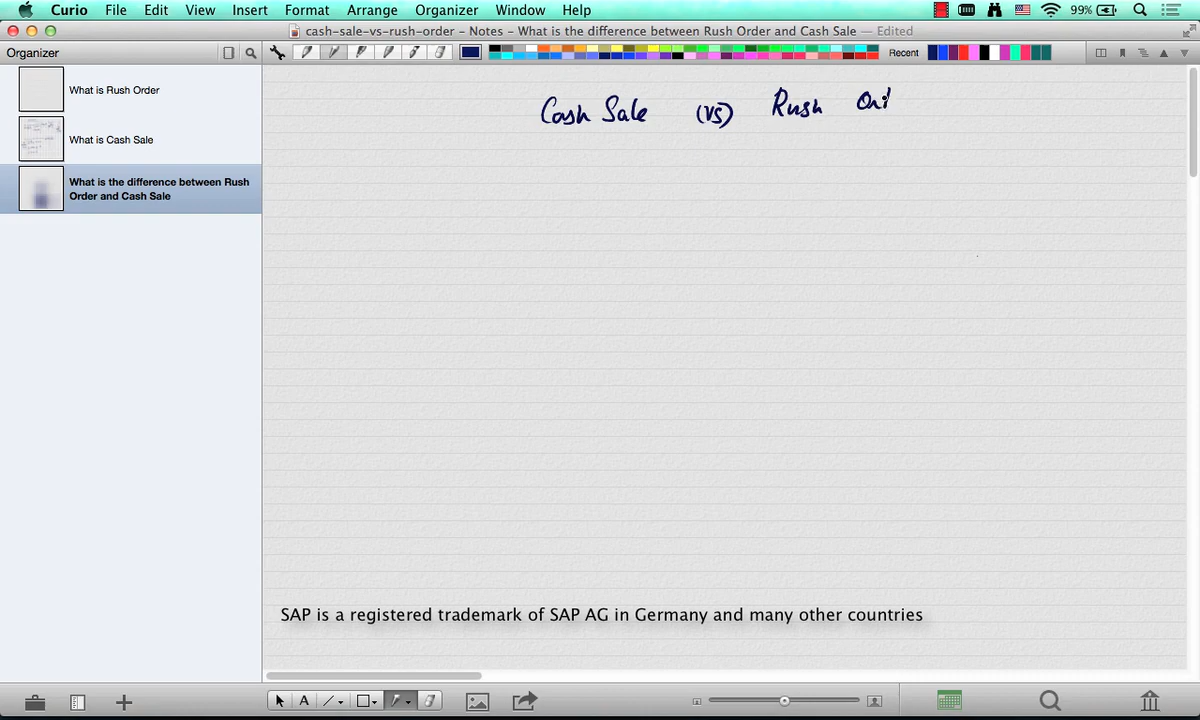 Curio File Edit View Insert Format Arrange Organizer Window Help 99%
cash-sale-vs-rush-order – Notes – What is the difference between Rush Order and Cash Sale — Edited
Organizer Recent
What is Rush Order
What is Cash Sale
What is the difference between Rush
Order and Cash Sale
Cash Sale (VS) Rush
A
SAP is a registered trademark of SAP AG in Germany and many other countries